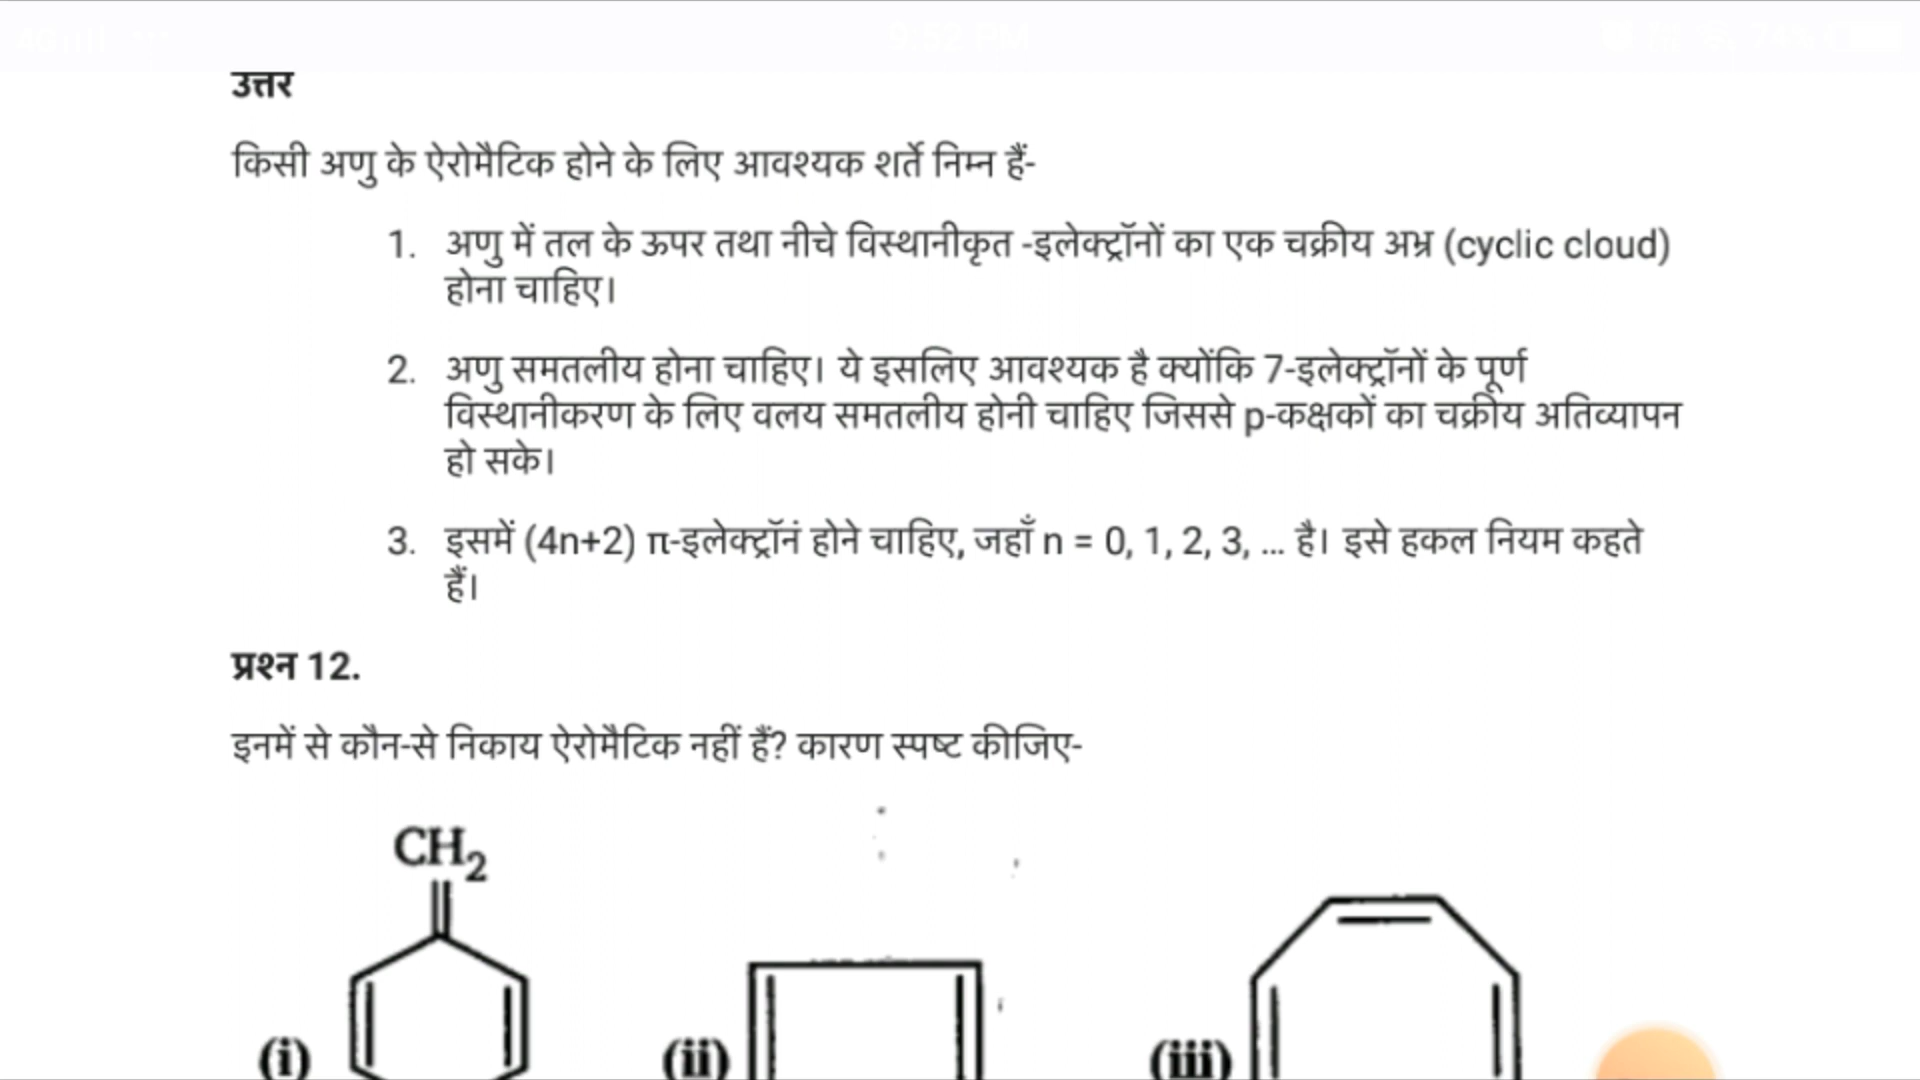 उत्तर
किसी अणु के ऐरोमैटिक होने के लिए आवश्यक शर्ते निम्न हैं-
1. अणु में तल के ऊपर तथा नीचे विस्थानीकृत -इलेक्ट्रॉनों का एक चक्रीय अभ्र (cyclic cloud)
होना चाहिए।
2. अणु समतलीय होना चाहिए। ये इसलिए आवश्यक है क्योंकि 7-इलेक्ट्रॉनों के पूर्ण
विस्थानीकरण के लिए वलय समतलीय होनी चाहिए जिससे p-कक्षकों का चक्रीय अतिव्यापन
हो सके।
3. इसमें (4n+2) π-इलेक्ट्रॉनं होने चाहिए, जहाँ n = 0, 1, 2, 3, ... है। इसे हकल नियम कहते
हैं।
प्रश्न 12.
इनमें से कौन-से निकाय ऐरोमैटिक नहीं हैं? कारण स्पष्ट कीजिए-
CH2
(i) (ii) (iii)